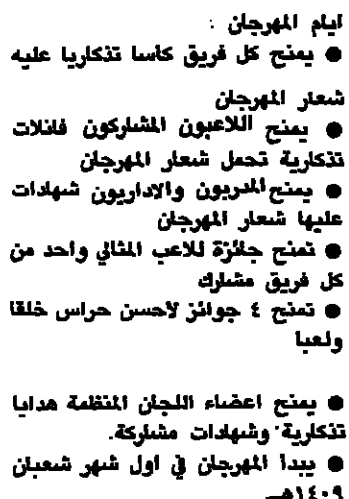 ايام المهرجان :
● يمنح كل فريق كاسا تذكاريا عليه
شعار المهرجان
● يمنح اللاعبون المشاركون فانلات
تذكارية تحمل شعار المهرجان
● يمنح المدربون والاداريون شهادات
عليها شعار المهرجان
● تمنح جائزة للاعب المثالي واحد من
كل فريق مشارك
● تمنح ٤ جوائز لاحسن حراس خلقا
ولعبا
● يمنح اعضاء اللجان المنظمة هدايا
تذكارية وشهادات مشاركة.
● يبدا المهرجان في اول شهر شعبان
١٤٠٩هـ